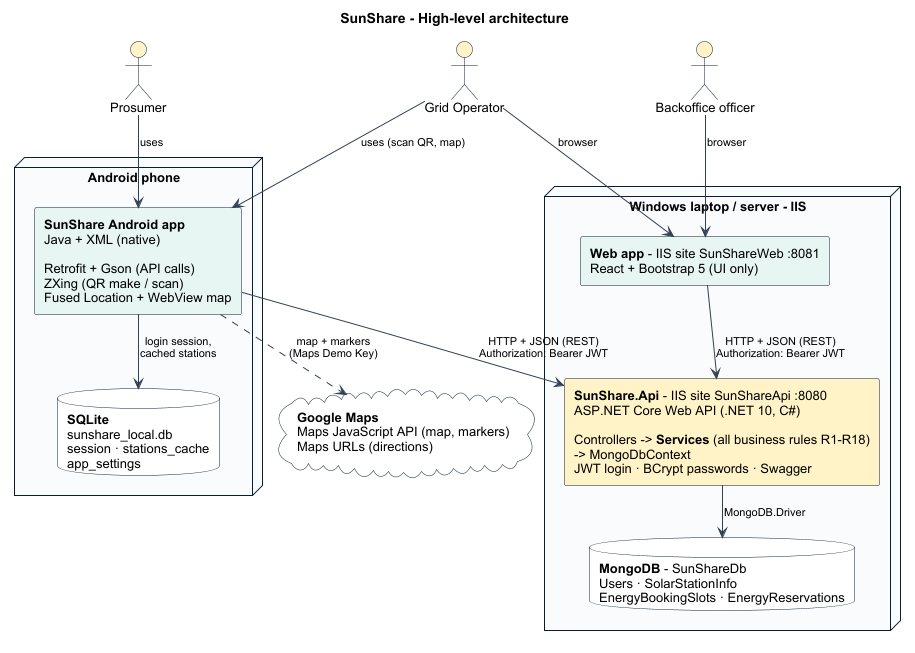 SunShare - High-level architecture
Prosumer
Grid Operator
Backoffice officer
uses
uses (scan QR, map)
browser
browser
Android phone
SunShare Android app
Java + XML (native)
Retrofit + Gson (API calls)
ZXing (QR make / scan)
Fused Location + WebView map
Windows laptop / server - IIS
Web app - IIS site SunShareWeb :8081
React + Bootstrap 5 (UI only)
login session,
cached stations
map + markers
(Maps Demo Key)
HTTP + JSON (REST)
Authorization: Bearer JWT
HTTP + JSON (REST)
Authorization: Bearer JWT
SQLite
sunshare_local.db
session · stations_cache
app_settings
Google Maps
Maps JavaScript API (map, markers)
Maps URLs (directions)
SunShare.Api - IIS site SunShareApi :8080
ASP.NET Core Web API (.NET 10, C#)
Controllers -> Services (all business rules R1-R18)
-> MongoDbContext
JWT login · BCrypt passwords · Swagger
MongoDB.Driver
MongoDB - SunShareDb
Users · SolarStationInfo
EnergyBookingSlots · EnergyReservations